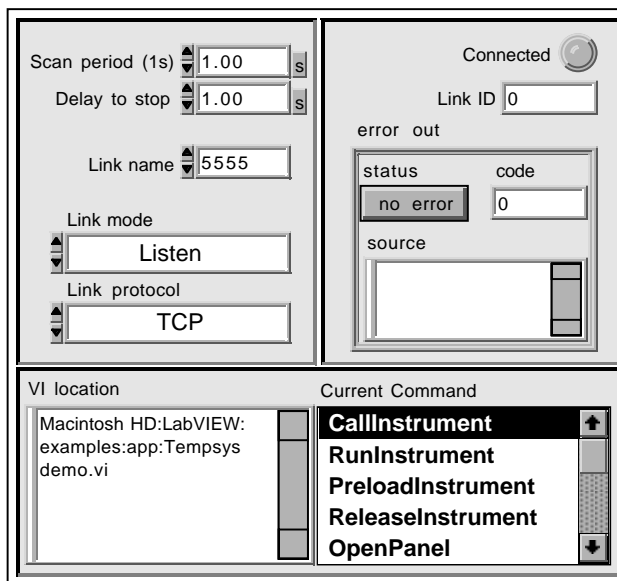 Scan period (1s) 1.00 s
Delay to stop 1.00 s
Link name 5555
Link mode
Listen
Link protocol
TCP
Connected
Link ID 0
error out
status code
no error 0
source
VI location
Macintosh HD:LabVIEW:
examples:app:Tempsys
demo.vi
Current Command
CallInstrument
RunInstrument
PreloadInstrument
ReleaseInstrument
OpenPanel